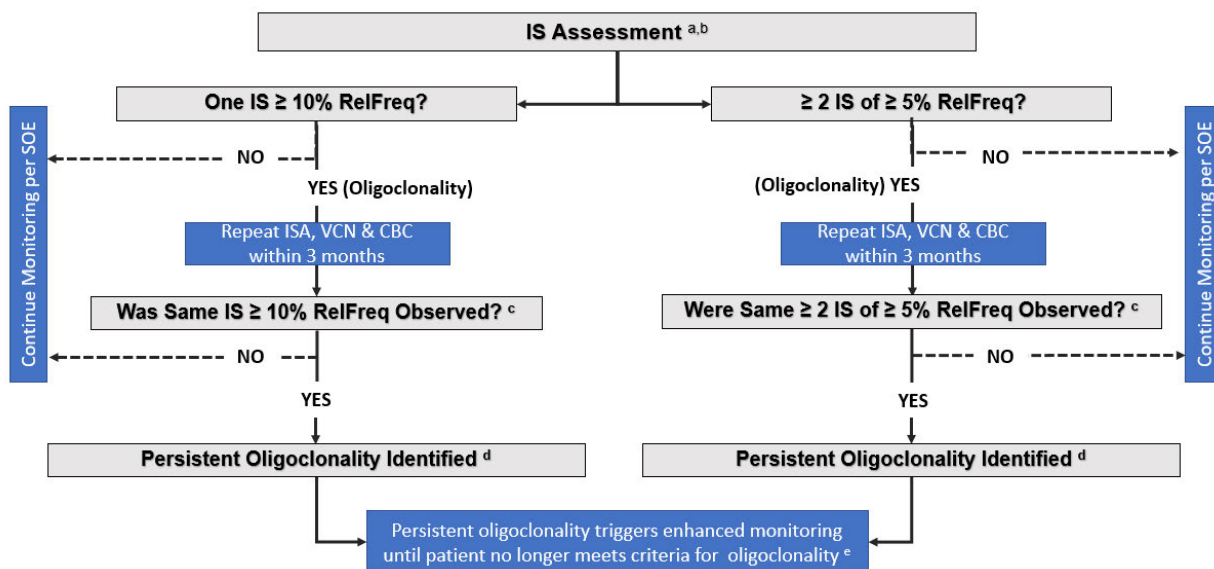 IS Assessment a,b
One IS ≥ 10% RelFreq?
≥ 2 IS of ≥ 5% RelFreq?
NO
NO
YES (Oligoclonality)
(Oligoclonality) YES
Continue Monitoring per SOE
Continue Monitoring per SOE
Repeat ISA, VCN & CBC
within 3 months
Repeat ISA, VCN & CBC
within 3 months
Was Same IS ≥ 10% RelFreq Observed? c
Were Same ≥ 2 IS of ≥ 5% RelFreq Observed? c
NO
NO
YES
YES
Persistent Oligoclonality Identified d
Persistent Oligoclonality Identified d
Persistent oligoclonality triggers enhanced monitoring
until patient no longer meets criteria for oligoclonality e